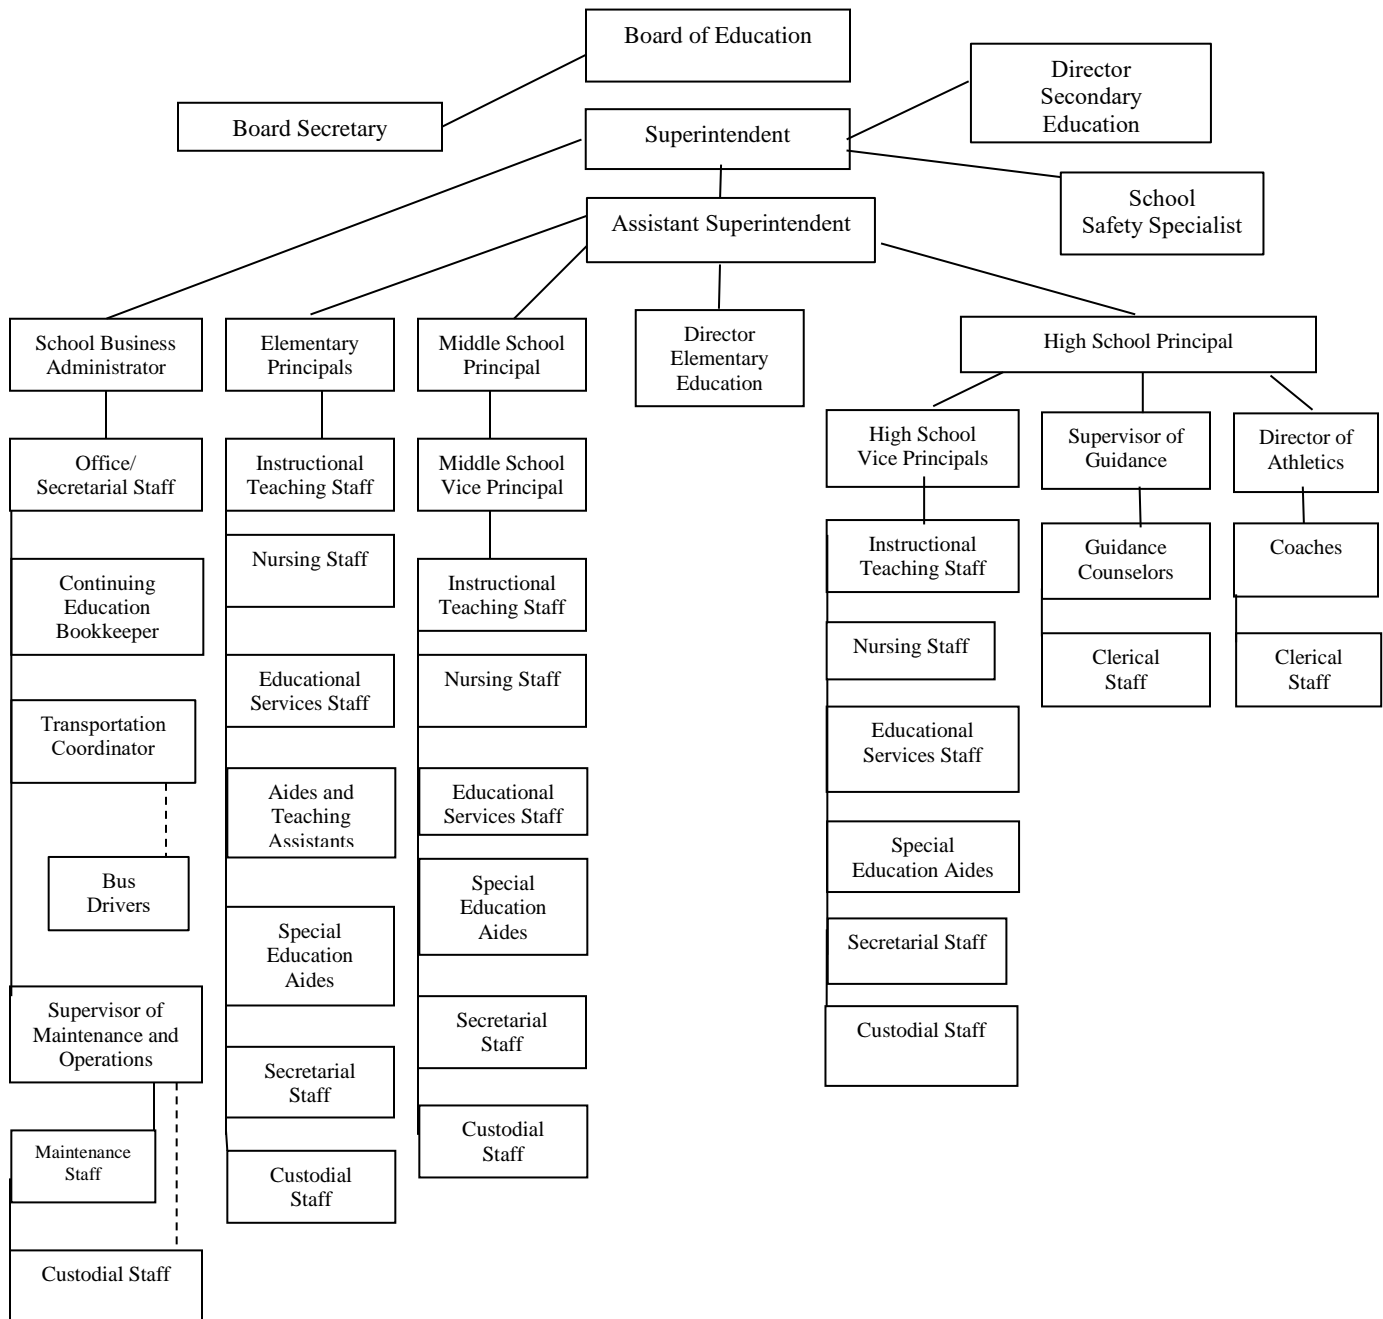 Board of Education
Director
Secondary
Education
Board Secretary
Superintendent
School
Safety Specialist
Assistant Superintendent
School Business
Administrator
Elementary
Principals
Middle School
Principal
Director
Elementary
Education
High School Principal
Office/
Secretarial Staff
Instructional
Teaching Staff
Middle School
Vice Principal
High School
Vice Principals
Supervisor of
Guidance
Director of
Athletics
Continuing
Education
Bookkeeper
Nursing Staff
Instructional
Teaching Staff
Instructional
Teaching Staff
Guidance
Counselors
Coaches
Transportation
Coordinator
Educational
Services Staff
Nursing Staff
Nursing Staff
Clerical
Staff
Clerical
Staff
Bus
Drivers
Aides and
Teaching
Assistants
Educational
Services Staff
Educational
Services Staff
Special
Education
Aides
Special
Education
Aides
Special
Education Aides
Secretarial Staff
Supervisor of
Maintenance and
Operations
Secretarial
Staff
Secretarial
Staff
Custodial Staff
Maintenance
Staff
Custodial
Staff
Custodial
Staff
Custodial Staff